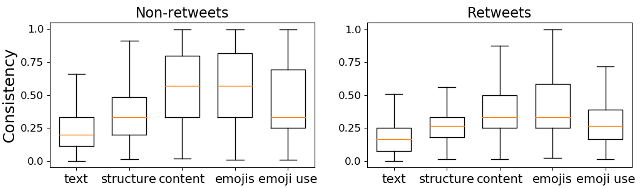 Non-retweets
Retweets
Consistency
1.0
0.75
0.50
0.25
0.0
text structure content emojis emoji use
1.0
0.75
0.50
0.25
0.0
text structure content emojis emoji use